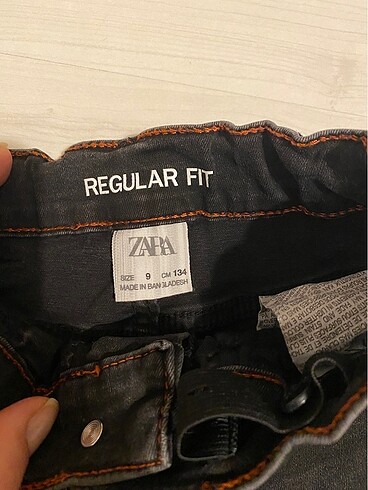 REGULAR FIT
ZARA
SIZE 9 CM 134
MADE IN BANGLADESH